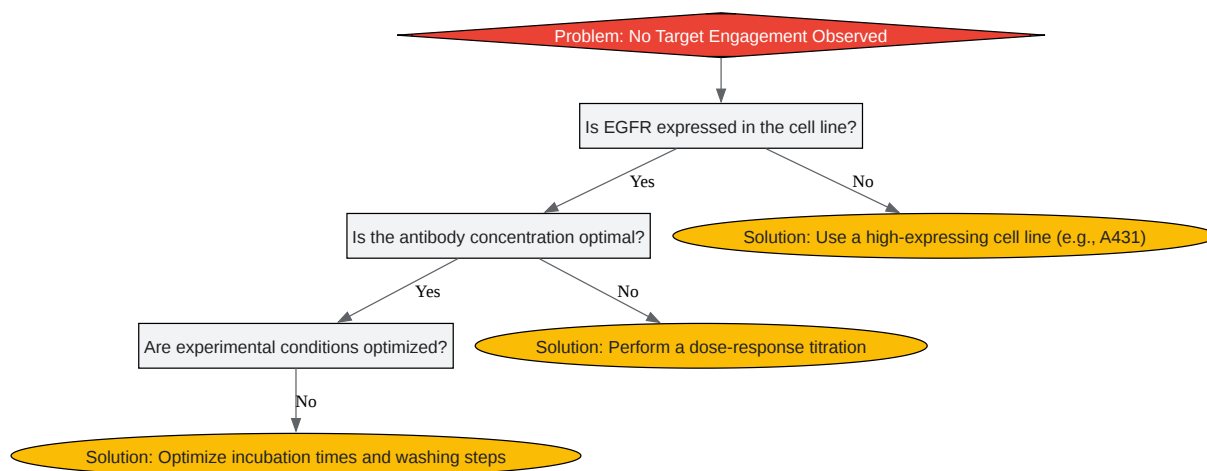 Problem: No Target Engagement Observed
Is EGFR expressed in the cell line?
Yes
No
Is the antibody concentration optimal?
Solution: Use a high-expressing cell line (e.g., A431)
Yes
No
Are experimental conditions optimized?
Solution: Perform a dose-response titration
No
Solution: Optimize incubation times and washing steps